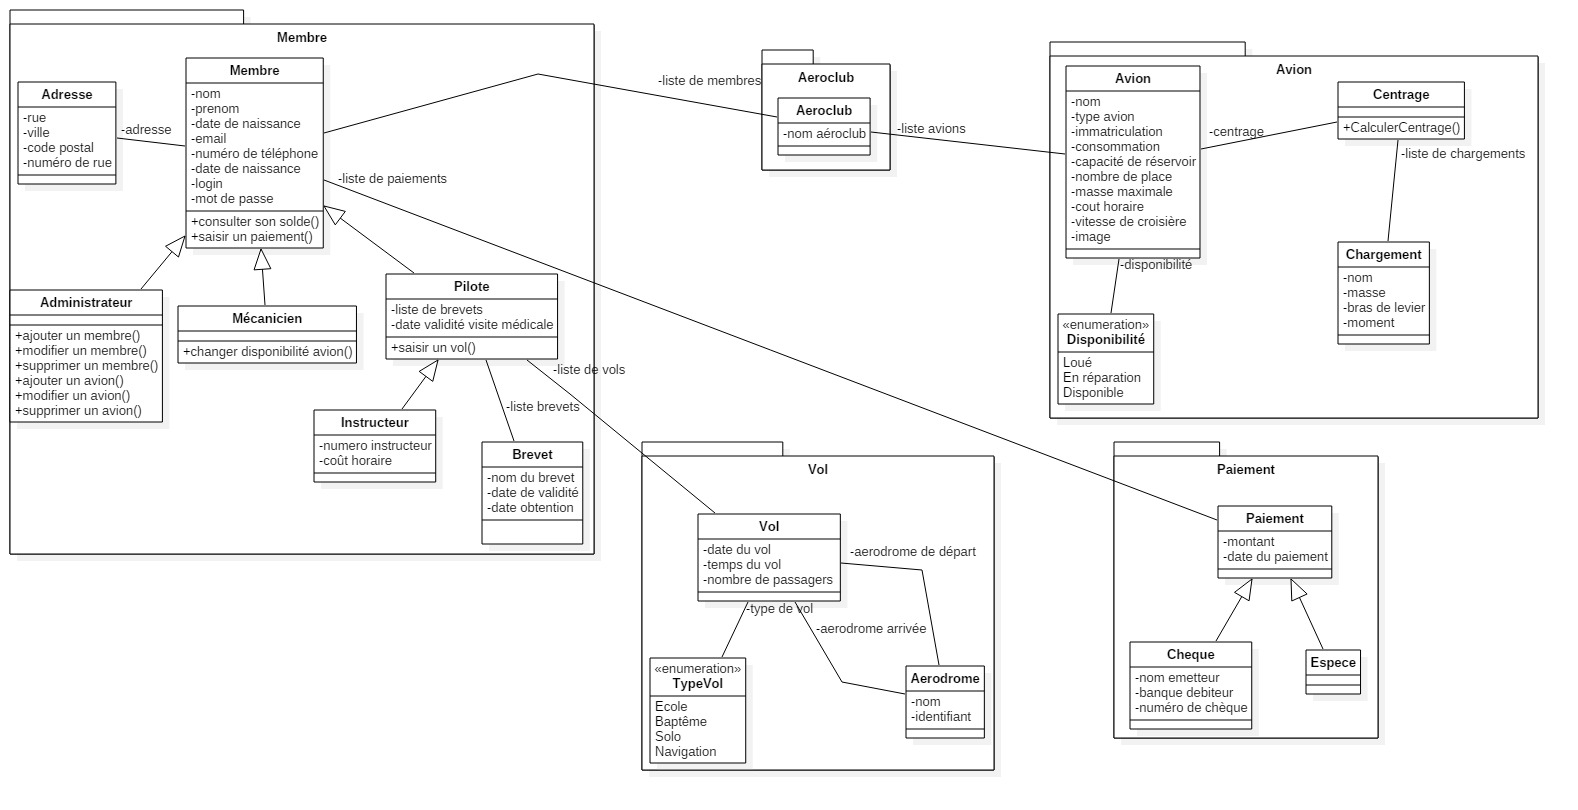 Membre
Adresse
-rue
-ville
-code postal
-numéro de rue
-adresse
Membre
-nom
-prenom
-date de naissance
-email
-numéro de téléphone
-date de naissance
-login
-mot de passe
+consulter son solde()
+saisir un paiement()
-liste de paiements
Administrateur
+ajouter un membre()
+modifier un membre()
+supprimer un membre()
+ajouter un avion()
+modifier un avion()
+supprimer un avion()
Mécanicien
+changer disponibilité avion()
Pilote
-liste de brevets
-date validité visite médicale
+saisir un vol()
-liste de vols
-liste brevets
Instructeur
-numero instructeur
-coût horaire
Brevet
-nom du brevet
-date de validité
-date obtention
-liste de membres
Aeroclub
Aeroclub
-nom aéroclub
-liste avions
Avion
Avion
-nom
-type avion
-immatriculation
-consommation
-capacité de réservoir
-nombre de place
-masse maximale
-cout horaire
-vitesse de croisière
-image
-centrage
Centrage
+CalculerCentrage()
-liste de chargements
-disponibilité
Chargement
-nom
-masse
-bras de levier
-moment
«enumeration»
Disponibilité
Loué
En réparation
Disponible
Vol
Vol
-date du vol
-temps du vol
-nombre de passagers
-aerodrome de départ
-type de vol
-aerodrome arrivée
«enumeration»
TypeVol
Ecole
Baptême
Solo
Navigation
Aerodrome
-nom
-identifiant
Paiement
Paiement
-montant
-date du paiement
Cheque
-nom emetteur
-banque debiteur
-numéro de chèque
Espece